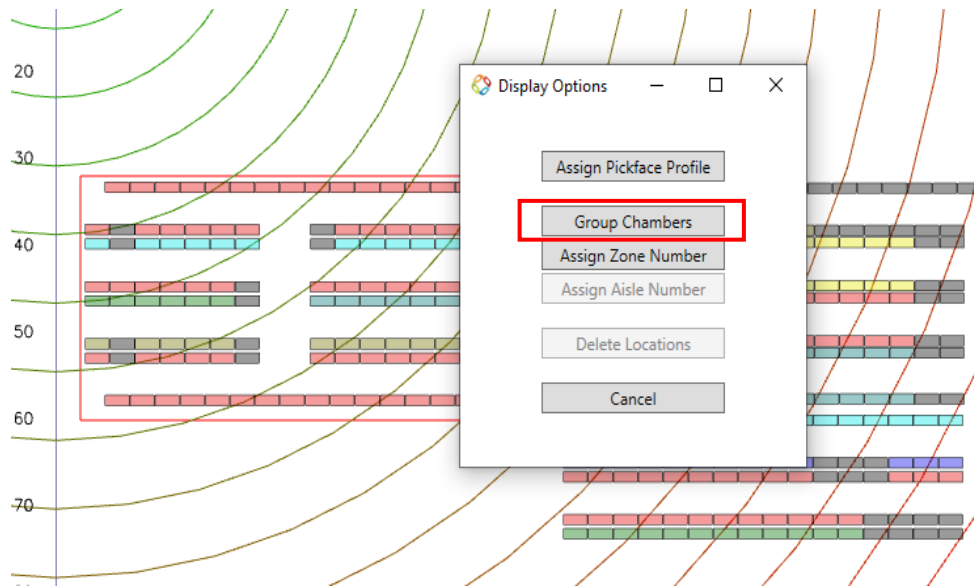 20
30
40
50
60
70
Display Options
Assign Pickface Profile
Group Chambers
Assign Zone Number
Assign Aisle Number
Delete Locations
Cancel